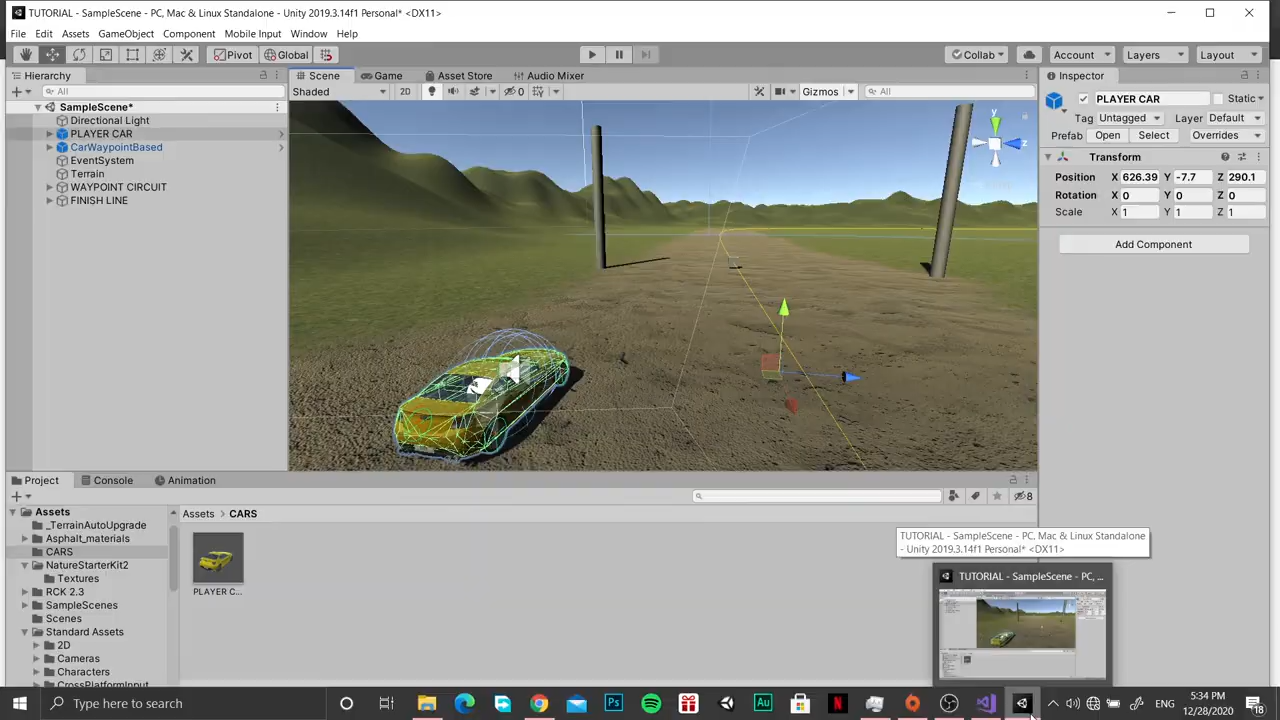 TUTORIAL - SampleScene - PC, Mac & Linux Standalone - Unity 2019.3.14f1 Personal* <DX11>
File Edit Assets GameObject Component Mobile Input Window Help
Pivot Global Collab Account Layers Layout
Hierarchy Scene Game Asset Store Audio Mixer Inspector
All Shaded 2D 0 Gizmos All PLAYER CAR Static
SampleScene*
Directional Light
PLAYER CAR
CarWaypointBased
EventSystem
Terrain
WAYPOINT CIRCUIT
FINISH LINE
y
z
Tag Untagged Layer Default
Prefab Open Select Overrides
Transform
Position X 626.39 Y -7.7 Z 290.1
Rotation X 0 Y 0 Z 0
Scale X 1 Y 1 Z 1
Add Component
Project Console Animation
8
Assets
_TerrainAutoUpgrade
Asphalt_materials
CARS
NatureStarterKit2
Textures
RCK 2.3
SampleScenes
Scenes
Standard Assets
2D
Cameras
Characters
CrossPlatformInput
Assets > CARS
PLAYER C...
TUTORIAL - SampleScene - PC, Mac & Linux Standalone
- Unity 2019.3.14f1 Personal* <DX11>
TUTORIAL - SampleScene - PC, ...
Type here to search
Ps
Au
N
ENG
5:34 PM
12/28/2020
18